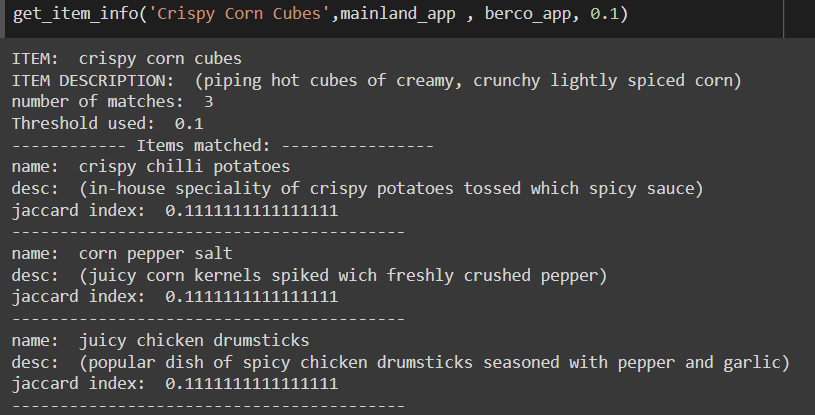 get_item_info('Crispy Corn Cubes',mainland_app , berco_app, 0.1)
ITEM:  crispy corn cubes
ITEM DESCRIPTION:  (piping hot cubes of creamy, crunchy lightly spiced corn)
number of matches:  3
Threshold used:  0.1
------------ Items matched: ----------------
name:  crispy chilli potatoes
desc:  (in-house speciality of crispy potatoes tossed which spicy sauce)
jaccard index:  0.1111111111111111
-----------------------------------------
name:  corn pepper salt
desc:  (juicy corn kernels spiked wich freshly crushed pepper)
jaccard index:  0.1111111111111111
-----------------------------------------
name:  juicy chicken drumsticks
desc:  (popular dish of spicy chicken drumsticks seasoned with pepper and garlic)
jaccard index:  0.1111111111111111
-----------------------------------------